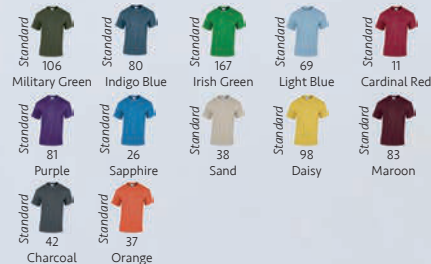 Standard Standard Standard Standard Standard
106 80 167 69 11
Military Green Indigo Blue Irish Green Light Blue Cardinal Red
Standard Standard Standard Standard Standard
81 26 38 98 83
Purple Sapphire Sand Daisy Maroon
Standard Standard
42 37
Charcoal Orange